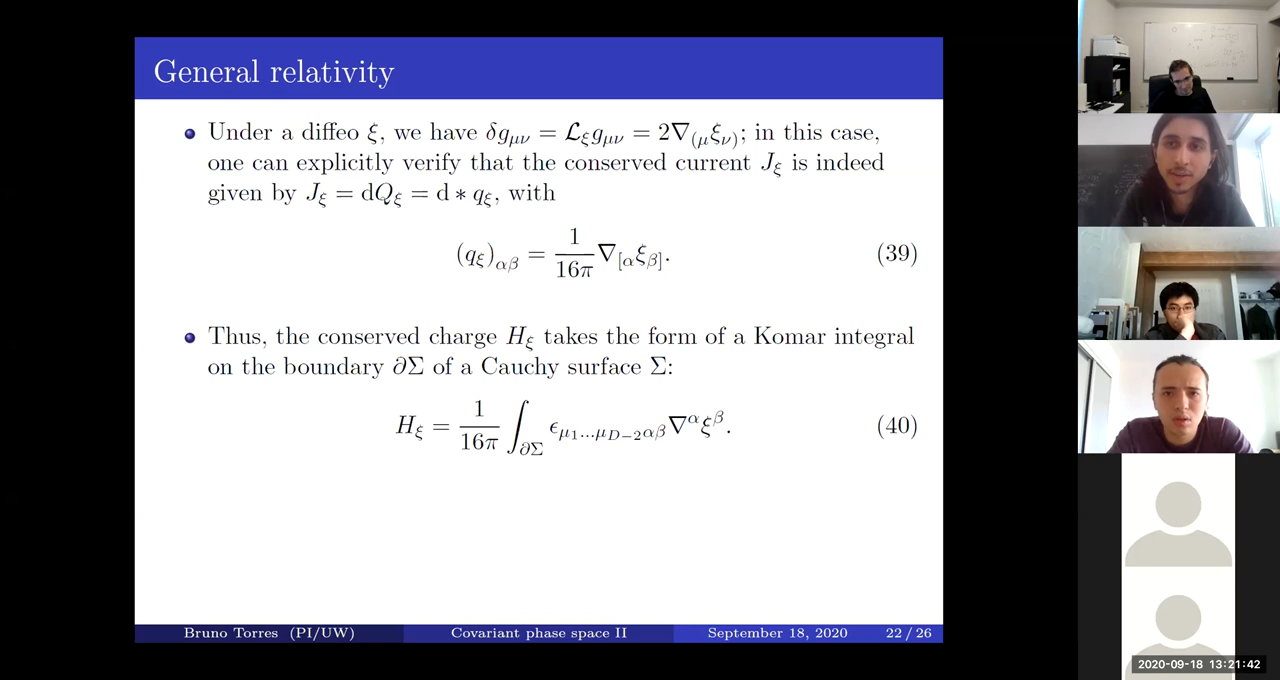 General relativity
Under a diffeo ξ, we have δg_{μν} = ℒ_ξ g_{μν} = 2∇_{(μ}ξ_{ν)}; in this case,
one can explicitly verify that the conserved current J_ξ is indeed
given by J_ξ = dQ_ξ = d ∗ q_ξ, with
(q_ξ)_{αβ} = \frac{1}{16π} ∇_{[α}ξ_{β]}. (39)
Thus, the conserved charge H_ξ takes the form of a Komar integral
on the boundary ∂Σ of a Cauchy surface Σ:
H_ξ = \frac{1}{16π} ∫_{∂Σ} ϵ_{μ_1...μ_{D−2}αβ} ∇^α ξ^β. (40)
Bruno Torres (PI/UW) Covariant phase space II September 18, 2020 22 / 26
2020-09-18 13:21:42